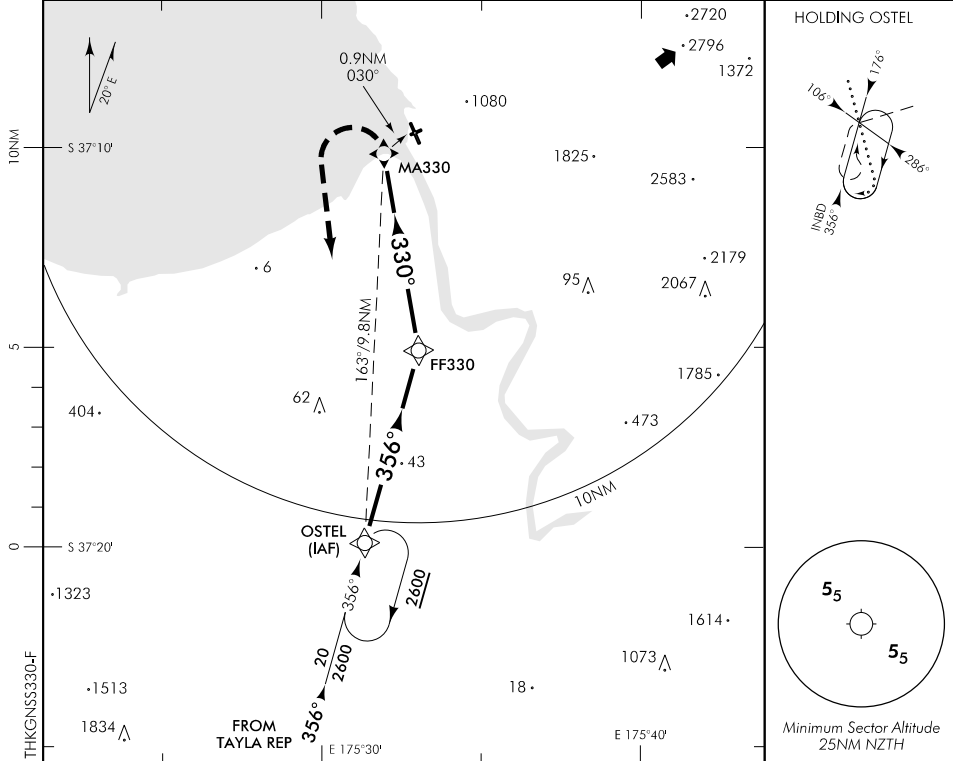 2720
2796
1372
20° E
0.9NM
030°
1080
10NM
S 37°10'
MA330
1825
2583
330°
6
163°/9.8NM
95
2179
2067
5
FF330
1785
62
404
473
356°
43
10NM
OSTEL
(IAF)
0
S 37°20'
1323
356°
2600
1614
20
2600
1073
1513
18
1834
356°
FROM
TAYLA REP
E 175°30'
E 175°40'
THKGNSS330-F
HOLDING OSTEL
176°
106°
286°
INBD
356°
5₅
5₅
Minimum Sector Altitude
25NM NZTH